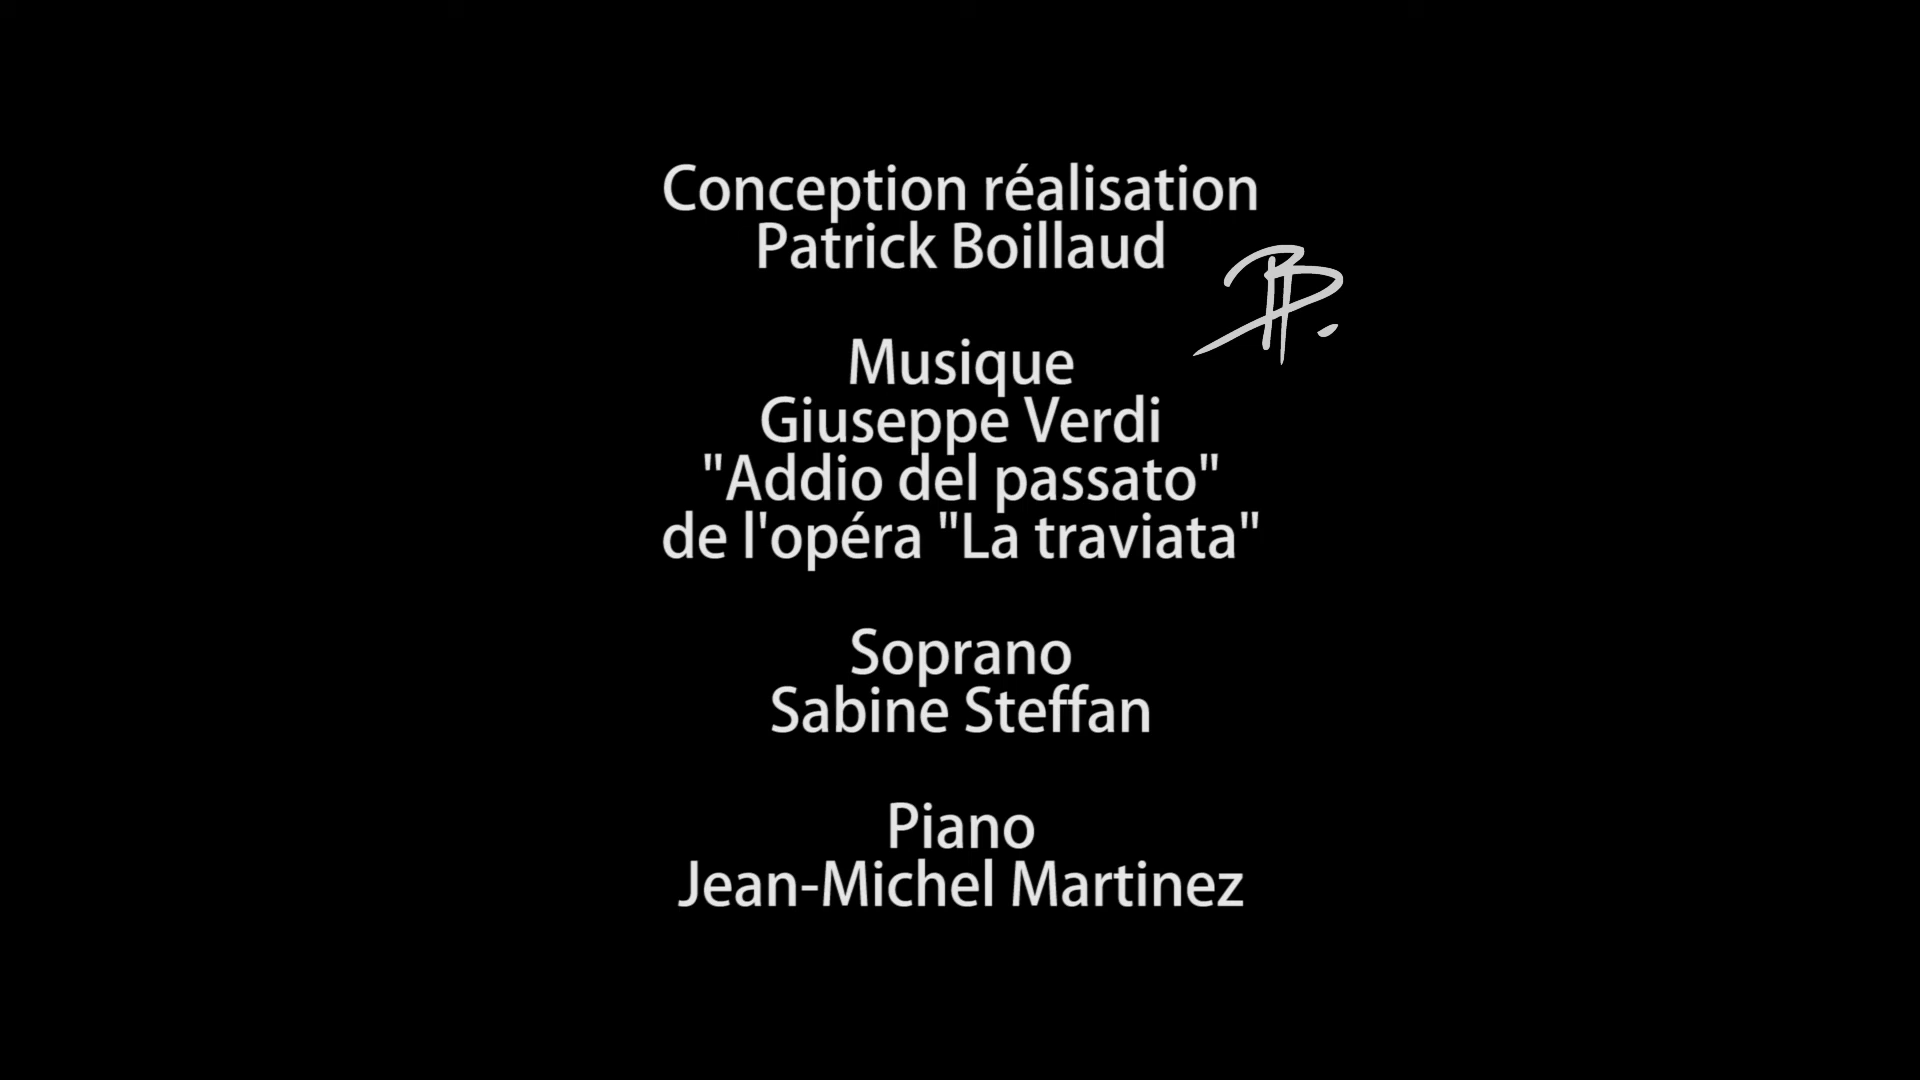 Conception réalisation
Patrick Boillaud
Musique
Giuseppe Verdi
"Addio del passato"
de l'opéra "La traviata"
Soprano
Sabine Steffan
Piano
Jean-Michel Martinez